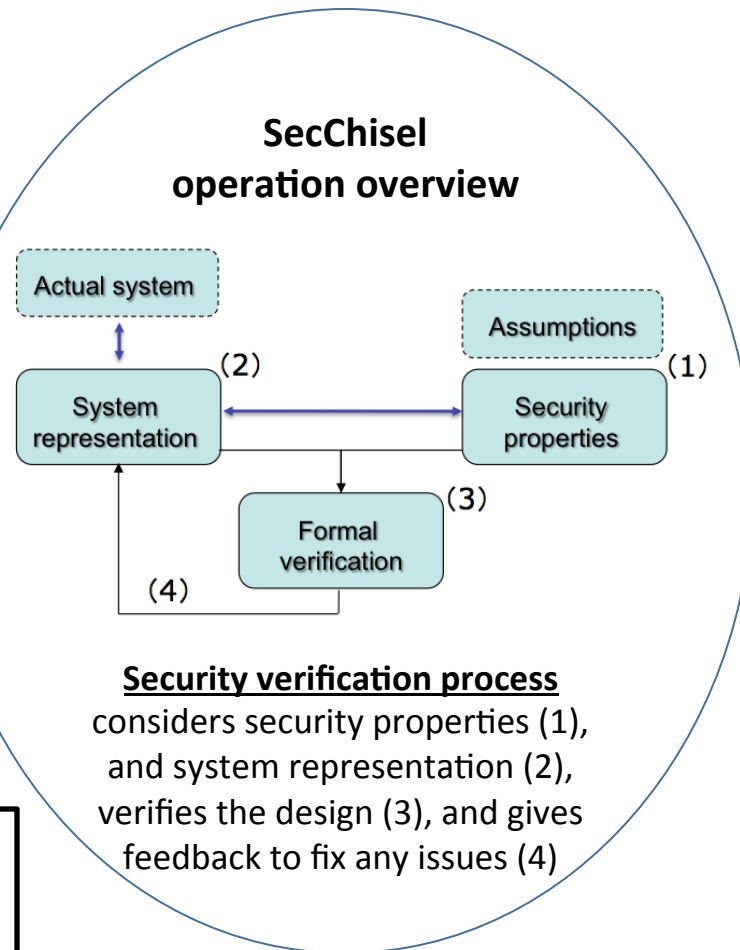 SecChisel
operation overview
Actual system
Assumptions
(2)
(1)
System
representation
Security
properties
(3)
Formal
verification
(4)
Security verification process
considers security properties (1),
and system representation (2),
verifies the design (3), and gives
feedback to fix any issues (4)